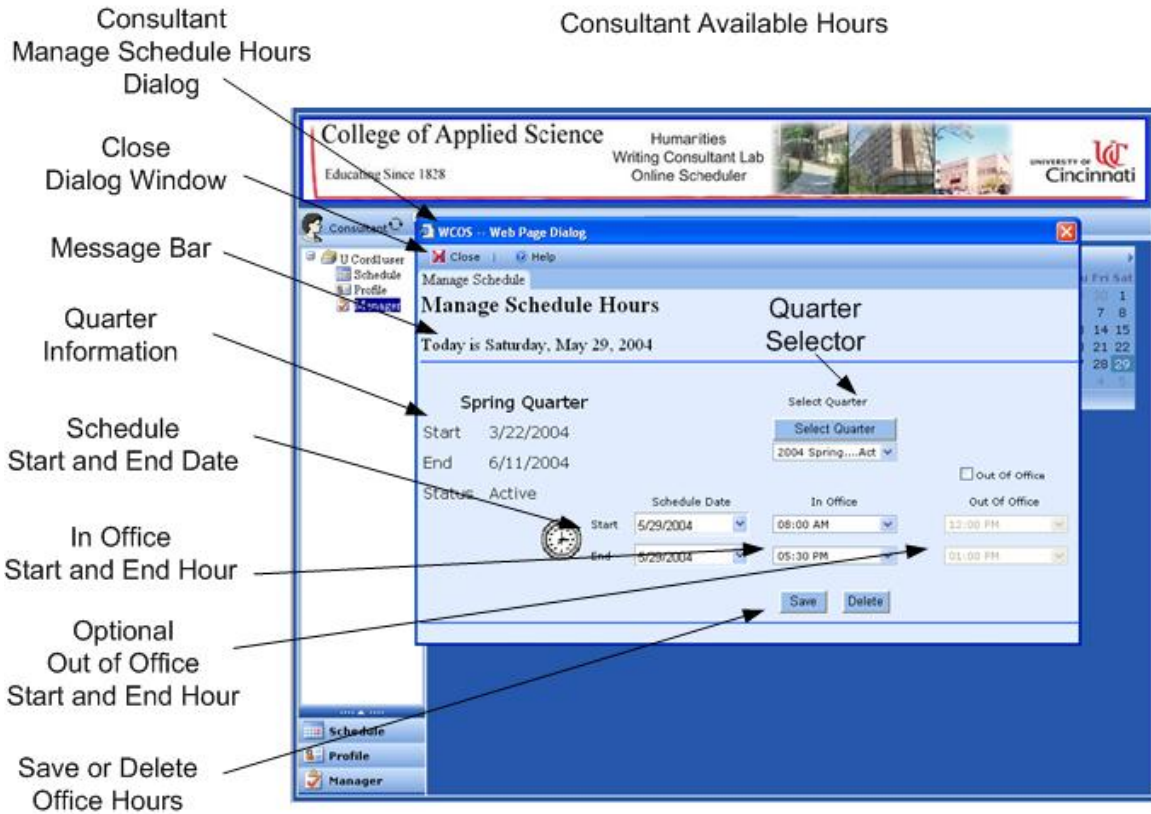 Consultant
Manage Schedule Hours
Dialog
Consultant Available Hours
Close
Dialog Window
Message Bar
Quarter
Information
Schedule
Start and End Date
In Office
Start and End Hour
Optional
Out of Office
Start and End Hour
Save or Delete
Office Hours
College of Applied Science
Educating Since 1828
Humanities
Writing Consultant Lab
Online Scheduler
UNIVERSITY OF
Cincinnati
Consultant
U Cord1user
Schedule
Profile
Manager
WCOS -- Web Page Dialog
Close | Help
Manage Schedule
Manage Schedule Hours
Today is Saturday, May 29, 2004
Quarter
Selector
Fri Sat
30 1
7 8
14 15
21 22
28 29
4 5
Spring Quarter
Start 3/22/2004
End 6/11/2004
Status Active
Select Quarter
Select Quarter
2004 Spring....Act
Out Of Office
Schedule Date In Office Out Of Office
Start 5/29/2004 08:00 AM 12:00 PM
End 5/29/2004 05:30 PM 01:00 PM
Save Delete
Schedule
Profile
Manager